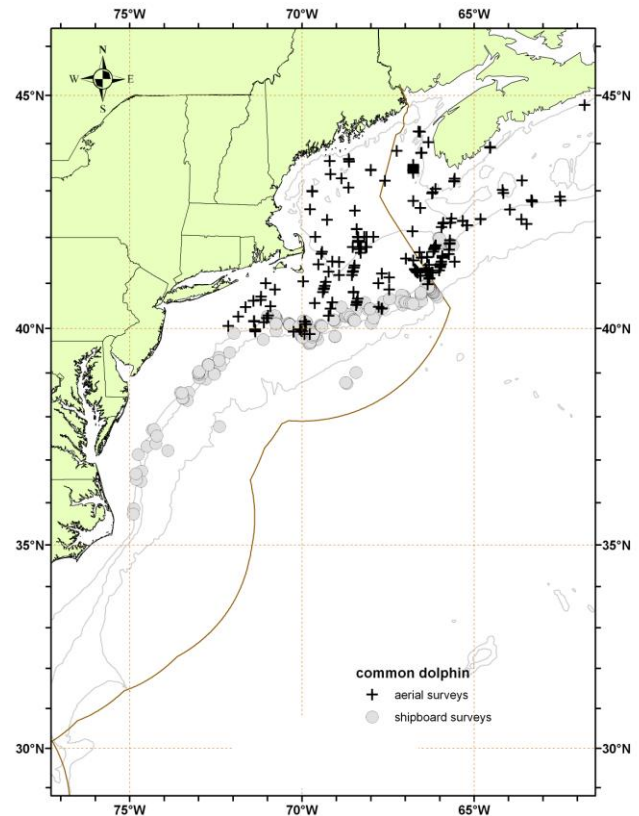 75°W 70°W 65°W
N
W E
S
45°N 45°N
40°N 40°N
35°N 35°N
common dolphin
aerial surveys
shipboard surveys
30°N 30°N
75°W 70°W 65°W